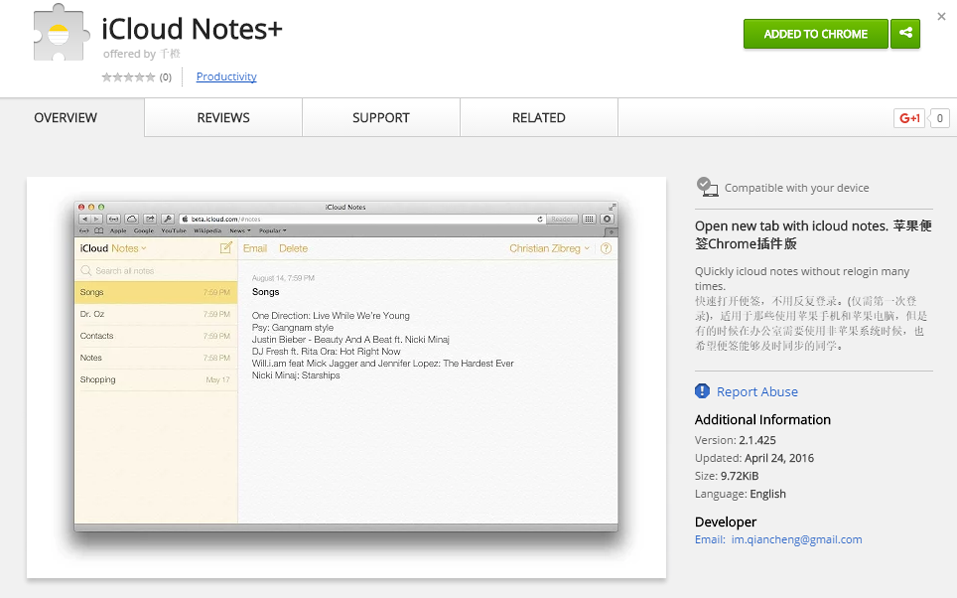 iCloud Notes+
offered by 千橙
(0)
Productivity
ADDED TO CHROME
OVERVIEW
REVIEWS
SUPPORT
RELATED
G+1
0
iCloud Notes
beta.icloud.com/#notes
Reader
Apple Google YouTube Wikipedia News Popular
iCloud Notes
Email Delete
Christian Zibreg
?
Search all notes
Songs 7:59 PM
Dr. Oz 7:59 PM
Contacts 7:59 PM
Notes 7:58 PM
Shopping May 17
August 14, 7:59 PM
Songs
One Direction: Live While We're Young
Psy: Gangnam style
Justin Bieber - Beauty And A Beat ft. Nicki Minaj
DJ Fresh ft. Rita Ora: Hot Right Now
Will.i.am feat Mick Jagger and Jennifer Lopez: The Hardest Ever
Nicki Minaj: Starships
Compatible with your device
Open new tab with icloud notes. 苹果便
签Chrome插件版
QUickly icloud notes without relogin many
times.
快速打开便签，不用反复登录。(仅需第一次登
录)，适用于那些使用苹果手机和苹果电脑，但是
有的时候在办公室需要使用非苹果系统时候，也
希望便签能够及时同步的同学。
Report Abuse
Additional Information
Version: 2.1.425
Updated: April 24, 2016
Size: 9.72KiB
Language: English
Developer
Email: im.qiancheng@gmail.com